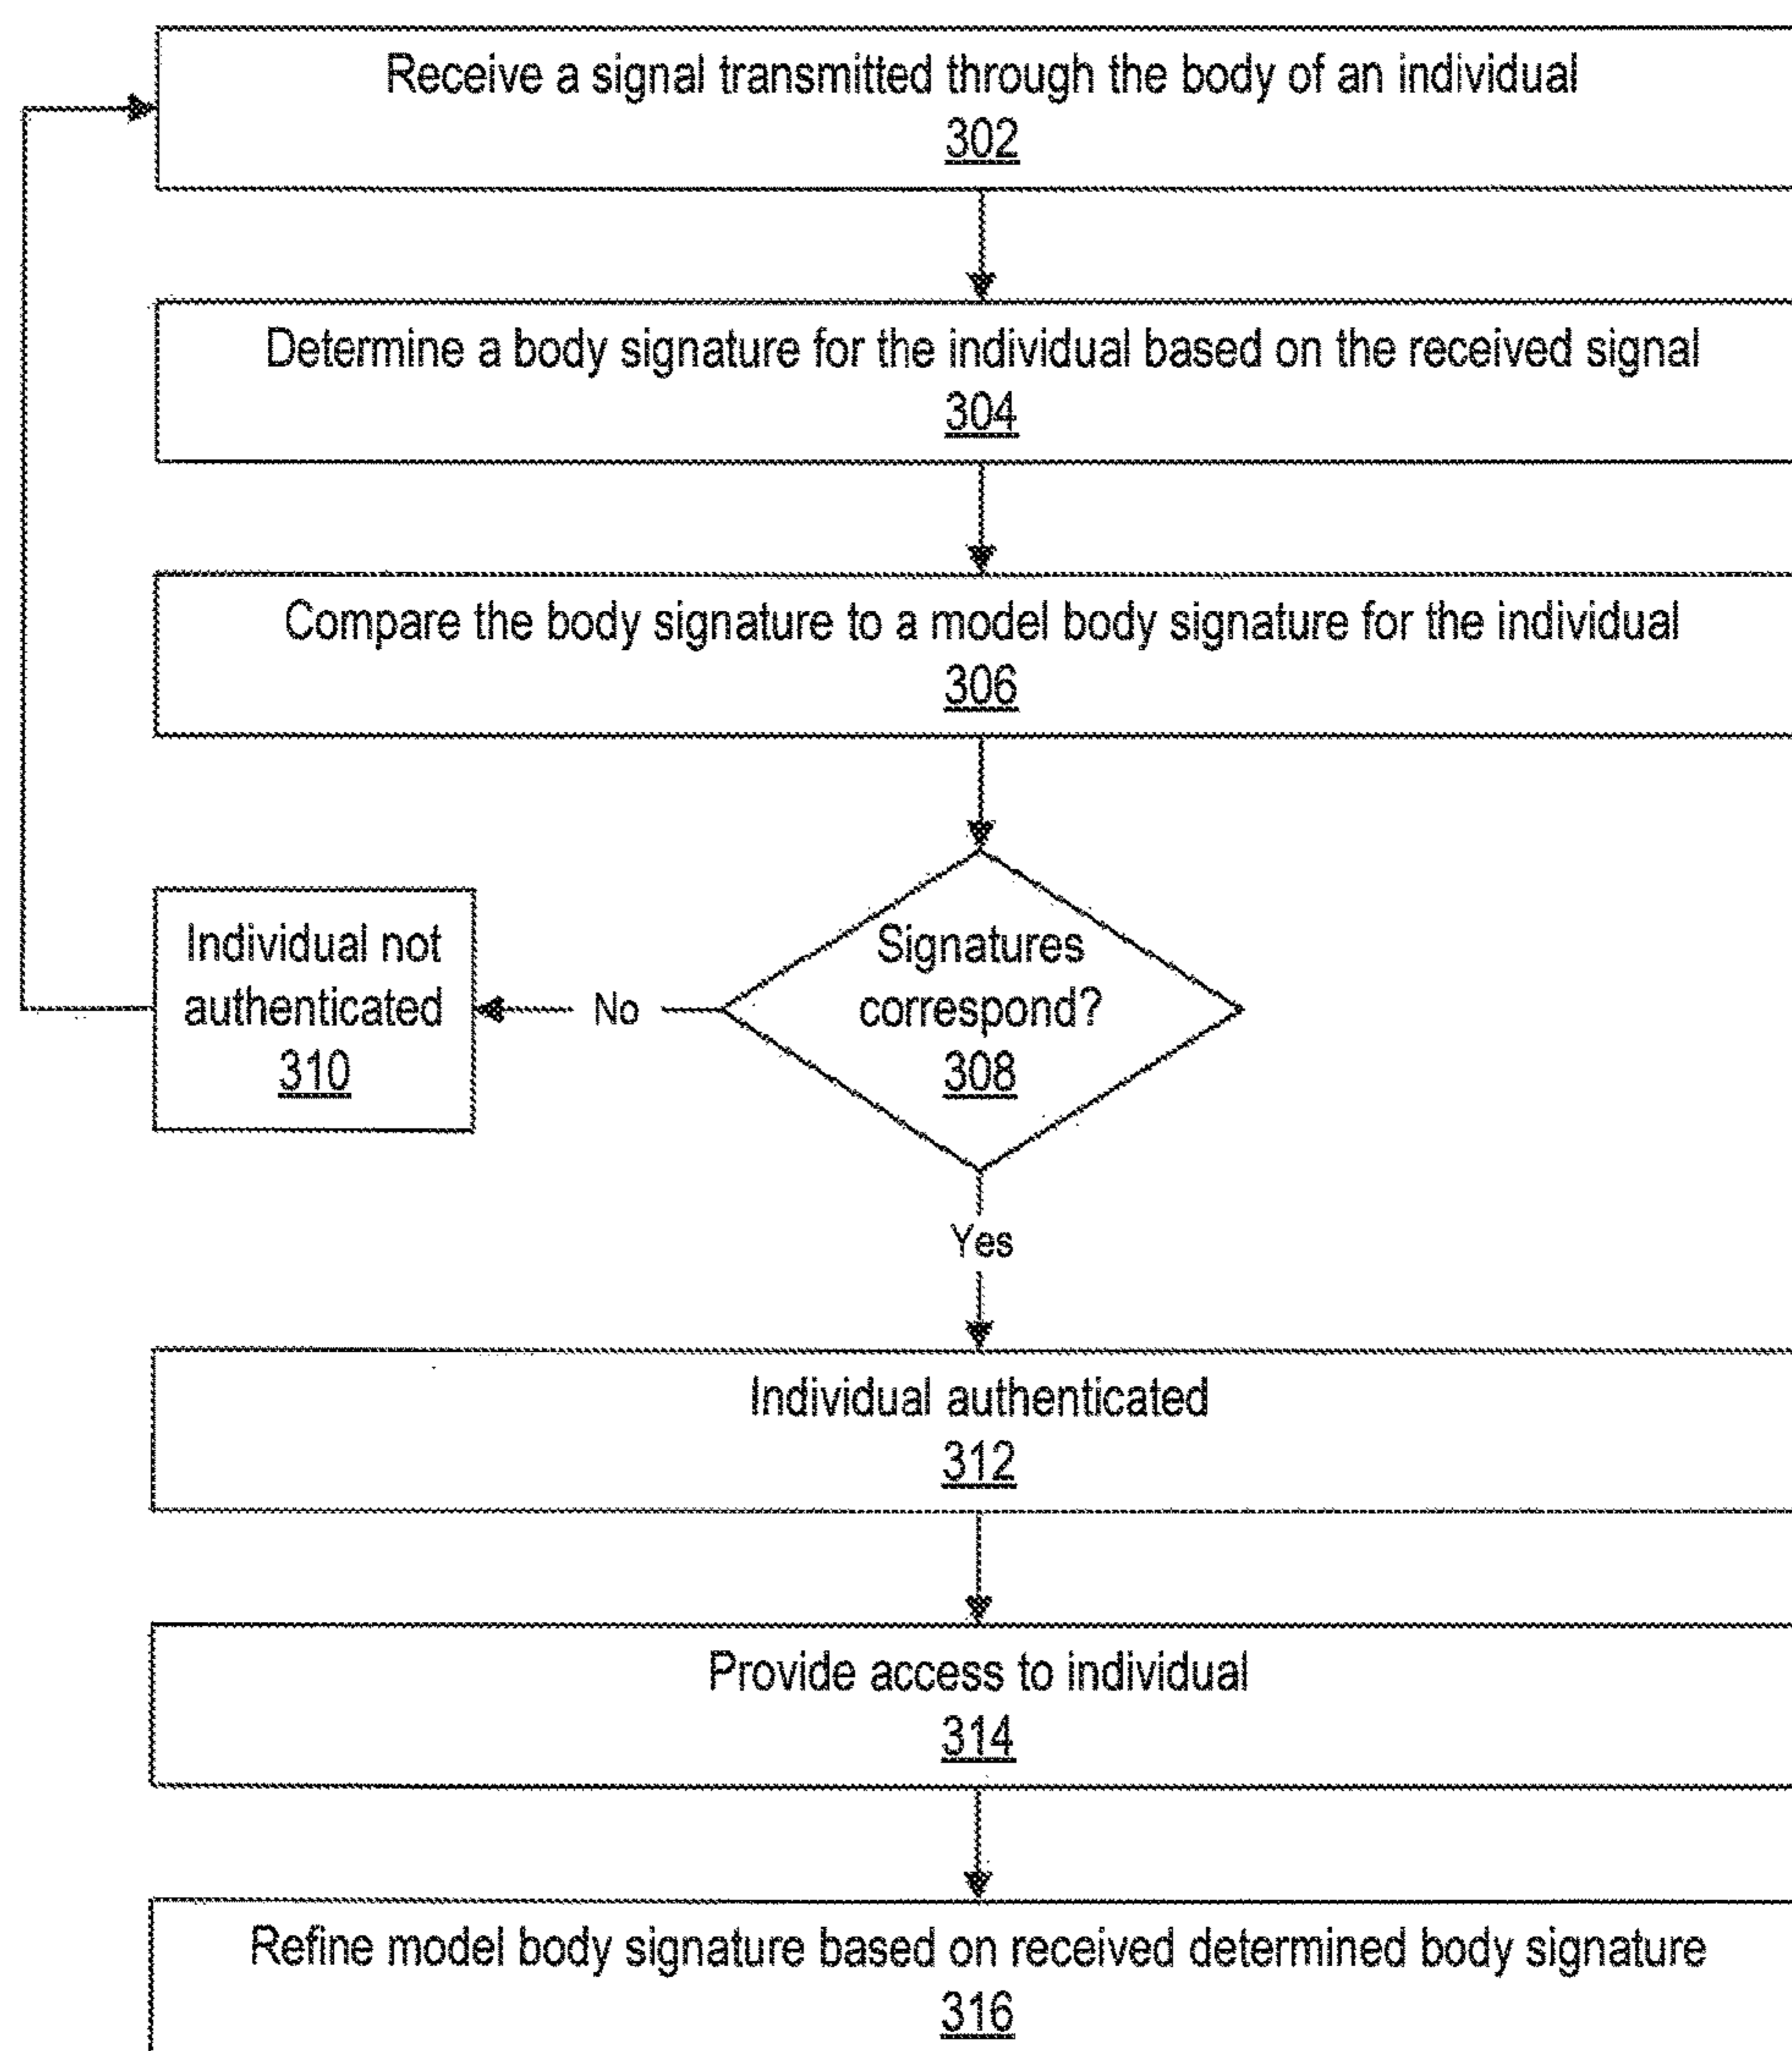 Receive a signal transmitted through the body of an individual
302
Determine a body signature for the individual based on the received signal
304
Compare the body signature to a model body signature for the individual
306
Signatures
correspond?
308
No
Individual not
authenticated
310
Yes
Individual authenticated
312
Provide access to individual
314
Refine model body signature based on received determined body signature
316